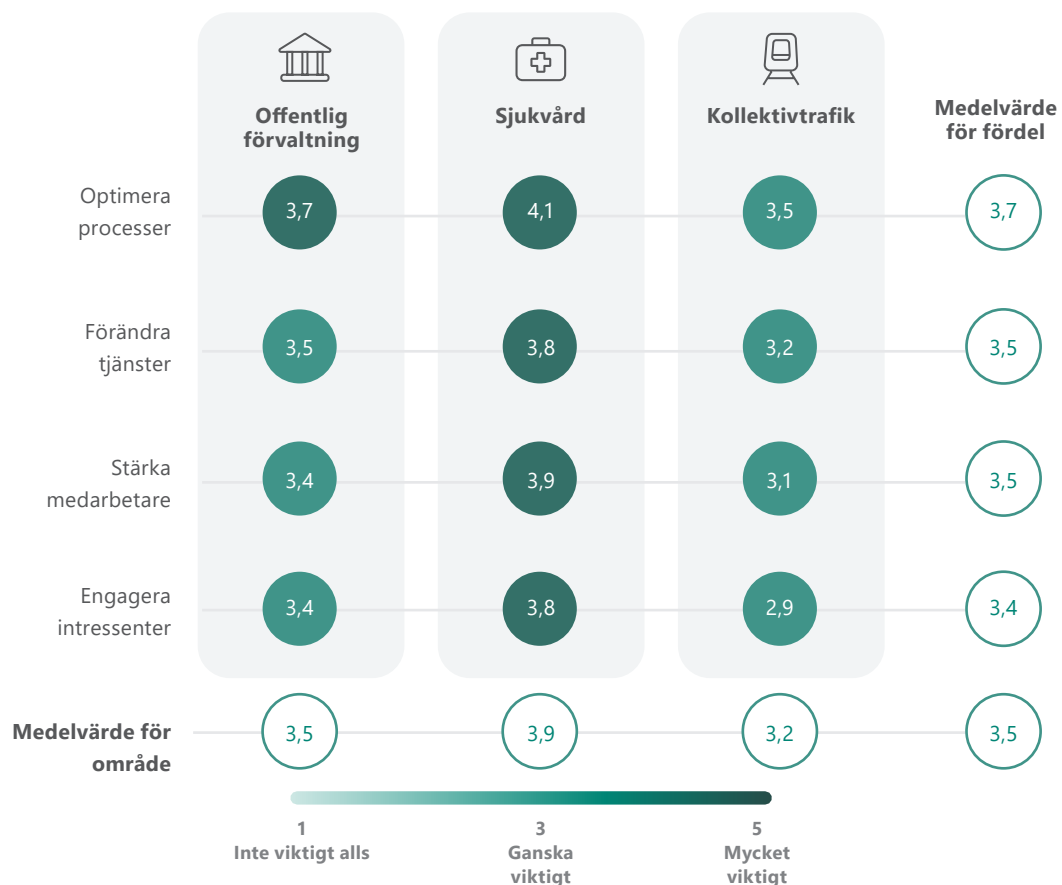 Offentlig
förvaltning
Sjukvård
Kollektivtrafik
Medelvärde
för fördel
Optimera
processer
3,7
4,1
3,5
3,7
Förändra
tjänster
3,5
3,8
3,2
3,5
Stärka
medarbetare
3,4
3,9
3,1
3,5
Engagera
intressenter
3,4
3,8
2,9
3,4
Medelvärde för
område
3,5
3,9
3,2
3,5
1
Inte viktigt alls
3
Ganska
viktigt
5
Mycket
viktigt